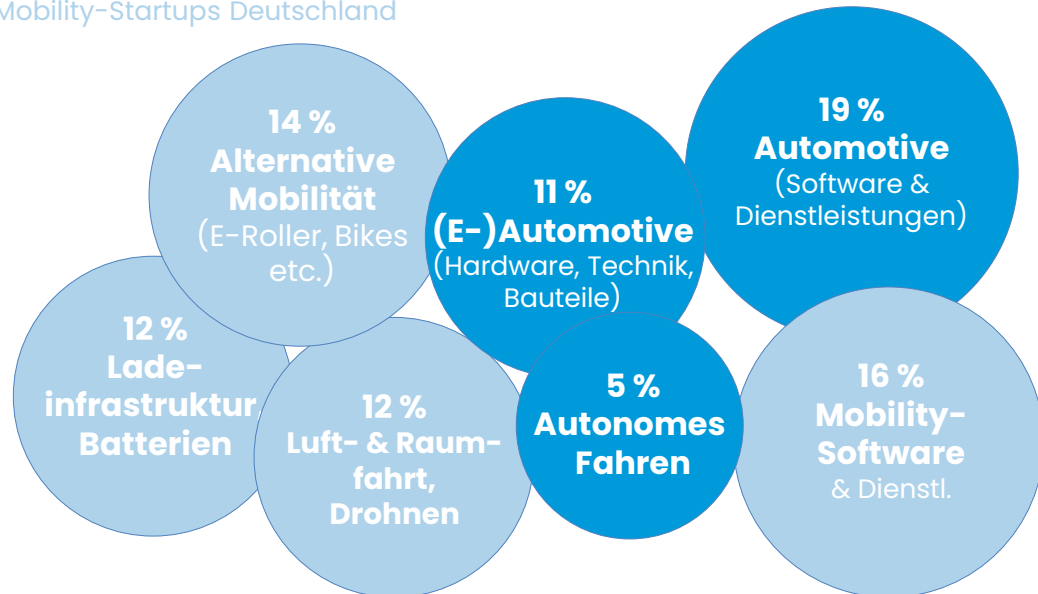 Mobility-Startups Deutschland
14 %
Alternative
Mobilität
(E-Roller, Bikes
etc.)
11 %
(E-)Automotive
(Hardware, Technik,
Bauteile)
19 %
Automotive
(Software &
Dienstleistungen)
12 %
Lade-
infrastruktur,
Batterien
12 %
Luft- & Raum-
fahrt,
Drohnen
5 %
Autonomes
Fahren
16 %
Mobility-
Software
& Dienstl.